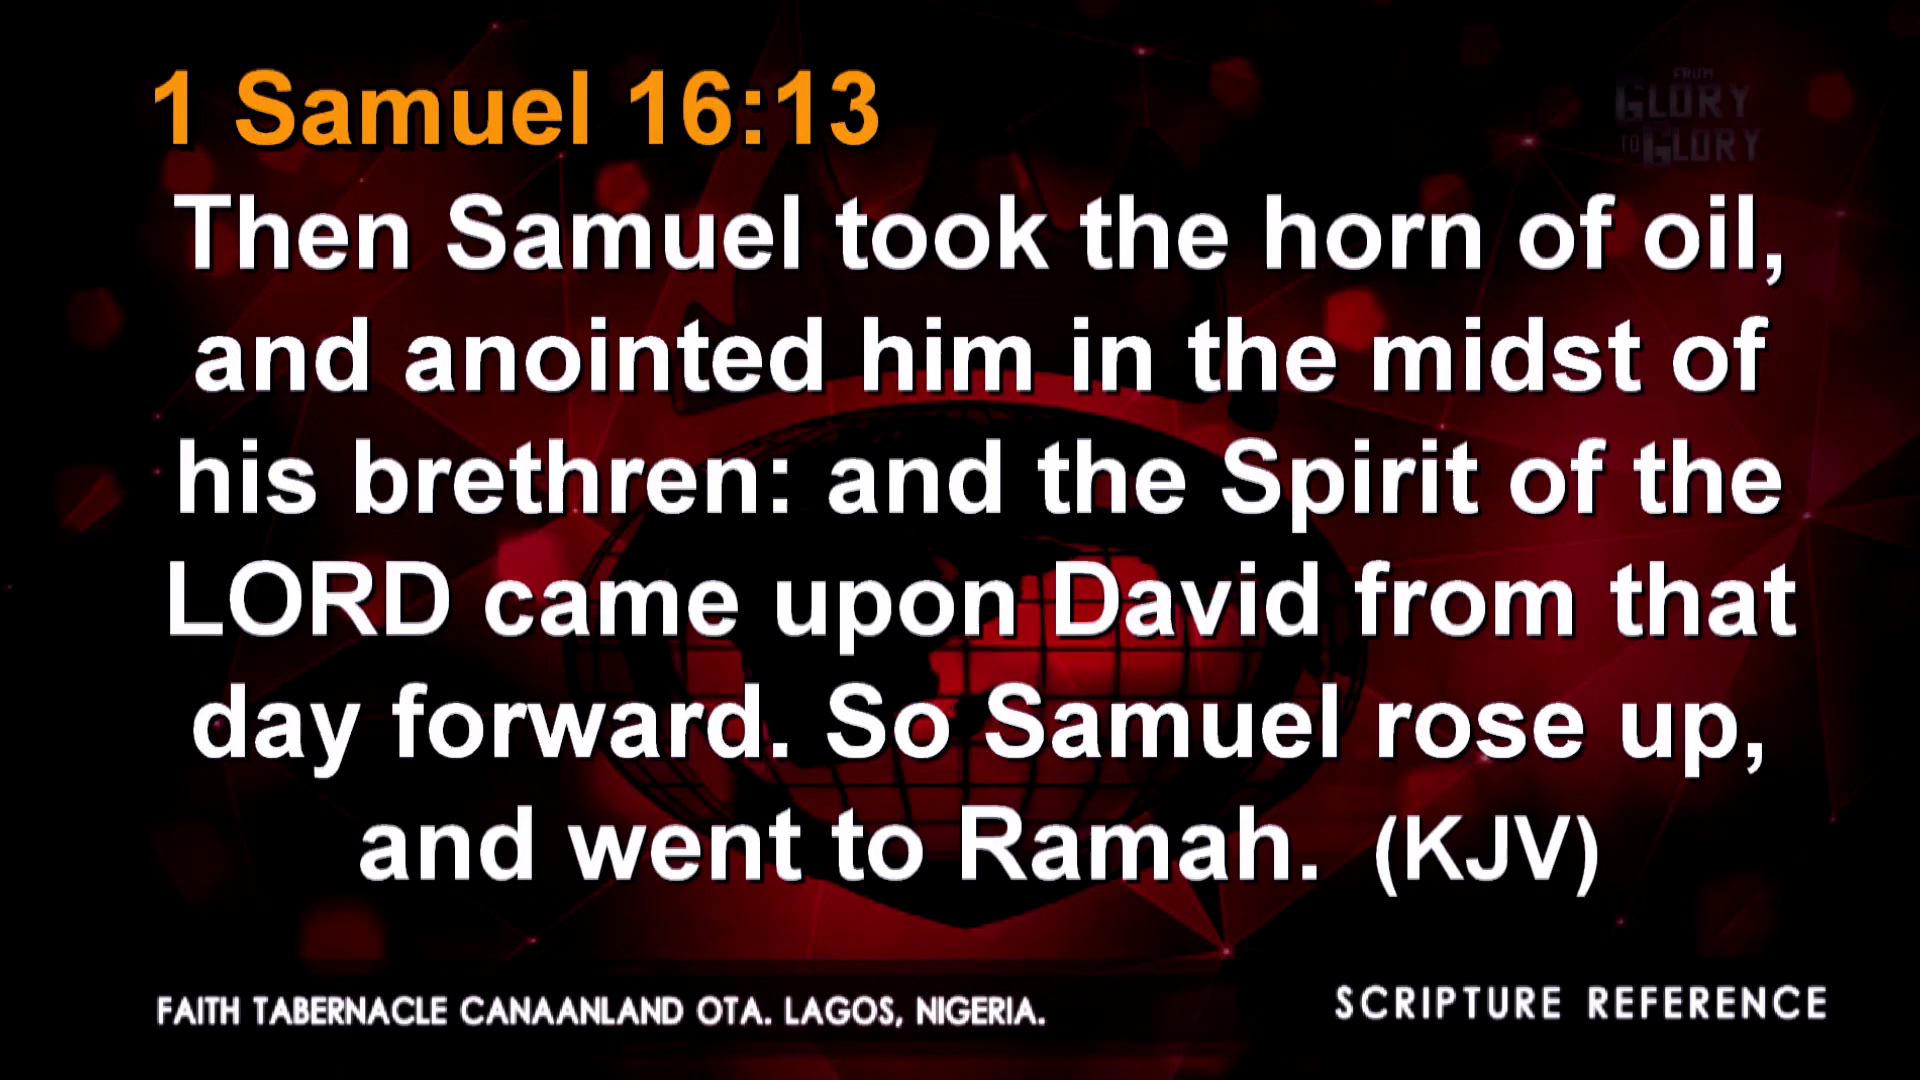 FROM
GLORY
TO GLORY
1 Samuel 16:13
Then Samuel took the horn of oil,
and anointed him in the midst of
his brethren: and the Spirit of the
LORD came upon David from that
day forward. So Samuel rose up,
and went to Ramah. (KJV)
FAITH TABERNACLE CANAANLAND OTA. LAGOS, NIGERIA.
SCRIPTURE REFERENCE